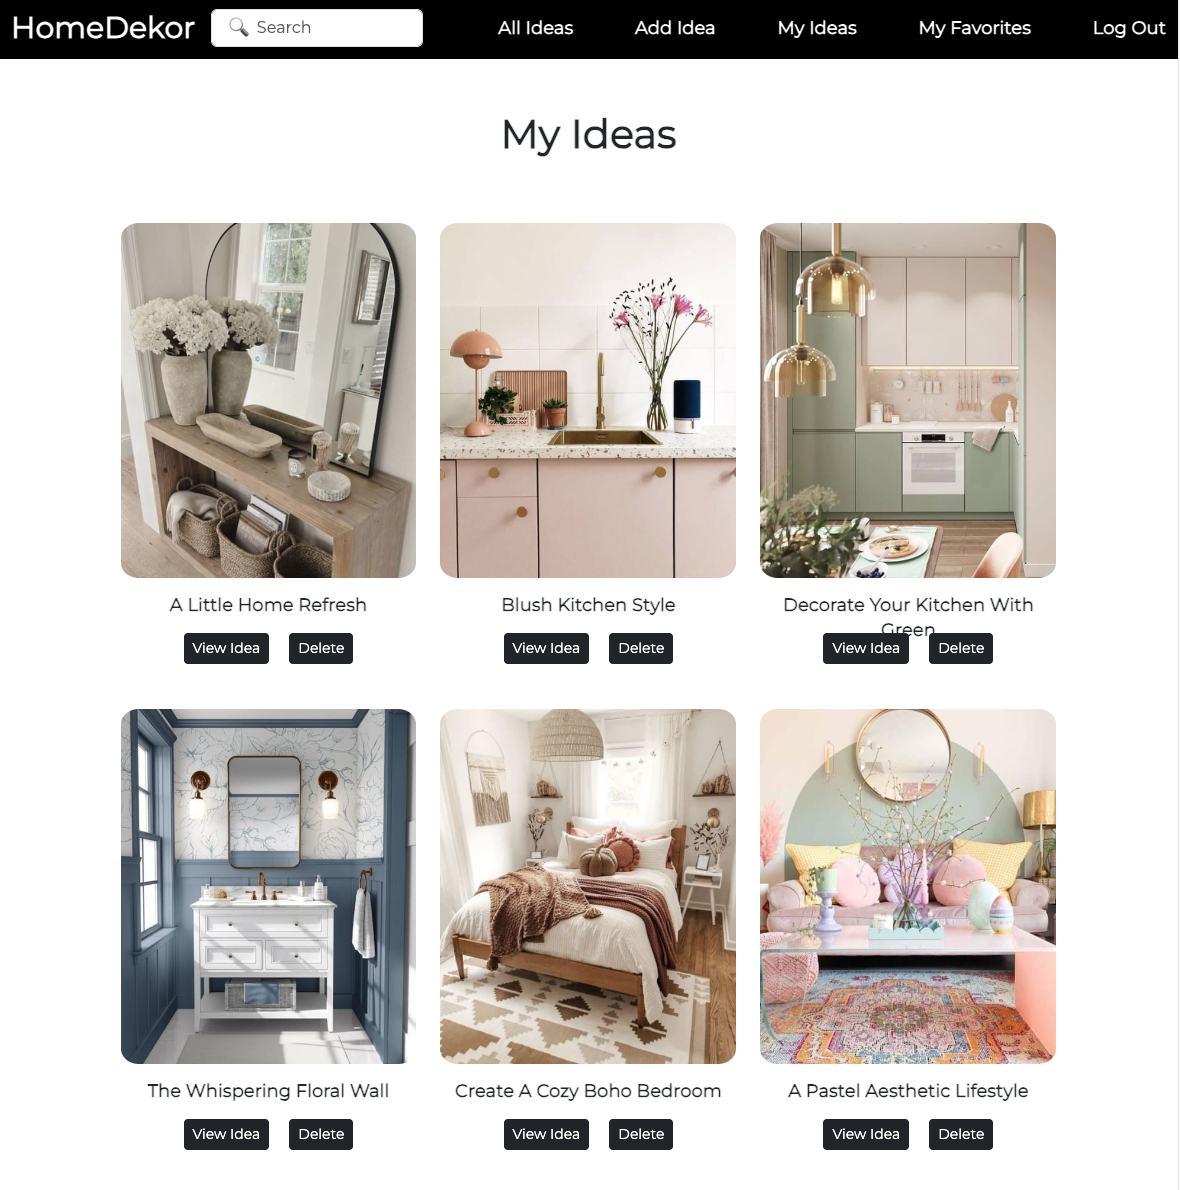 HomeDekor
Search
All Ideas
Add Idea
My Ideas
My Favorites
Log Out
My Ideas
A Little Home Refresh
View Idea
Delete
Blush Kitchen Style
View Idea
Delete
Decorate Your Kitchen With
Green
View Idea
Delete
The Whispering Floral Wall
View Idea
Delete
Create A Cozy Boho Bedroom
View Idea
Delete
A Pastel Aesthetic Lifestyle
View Idea
Delete